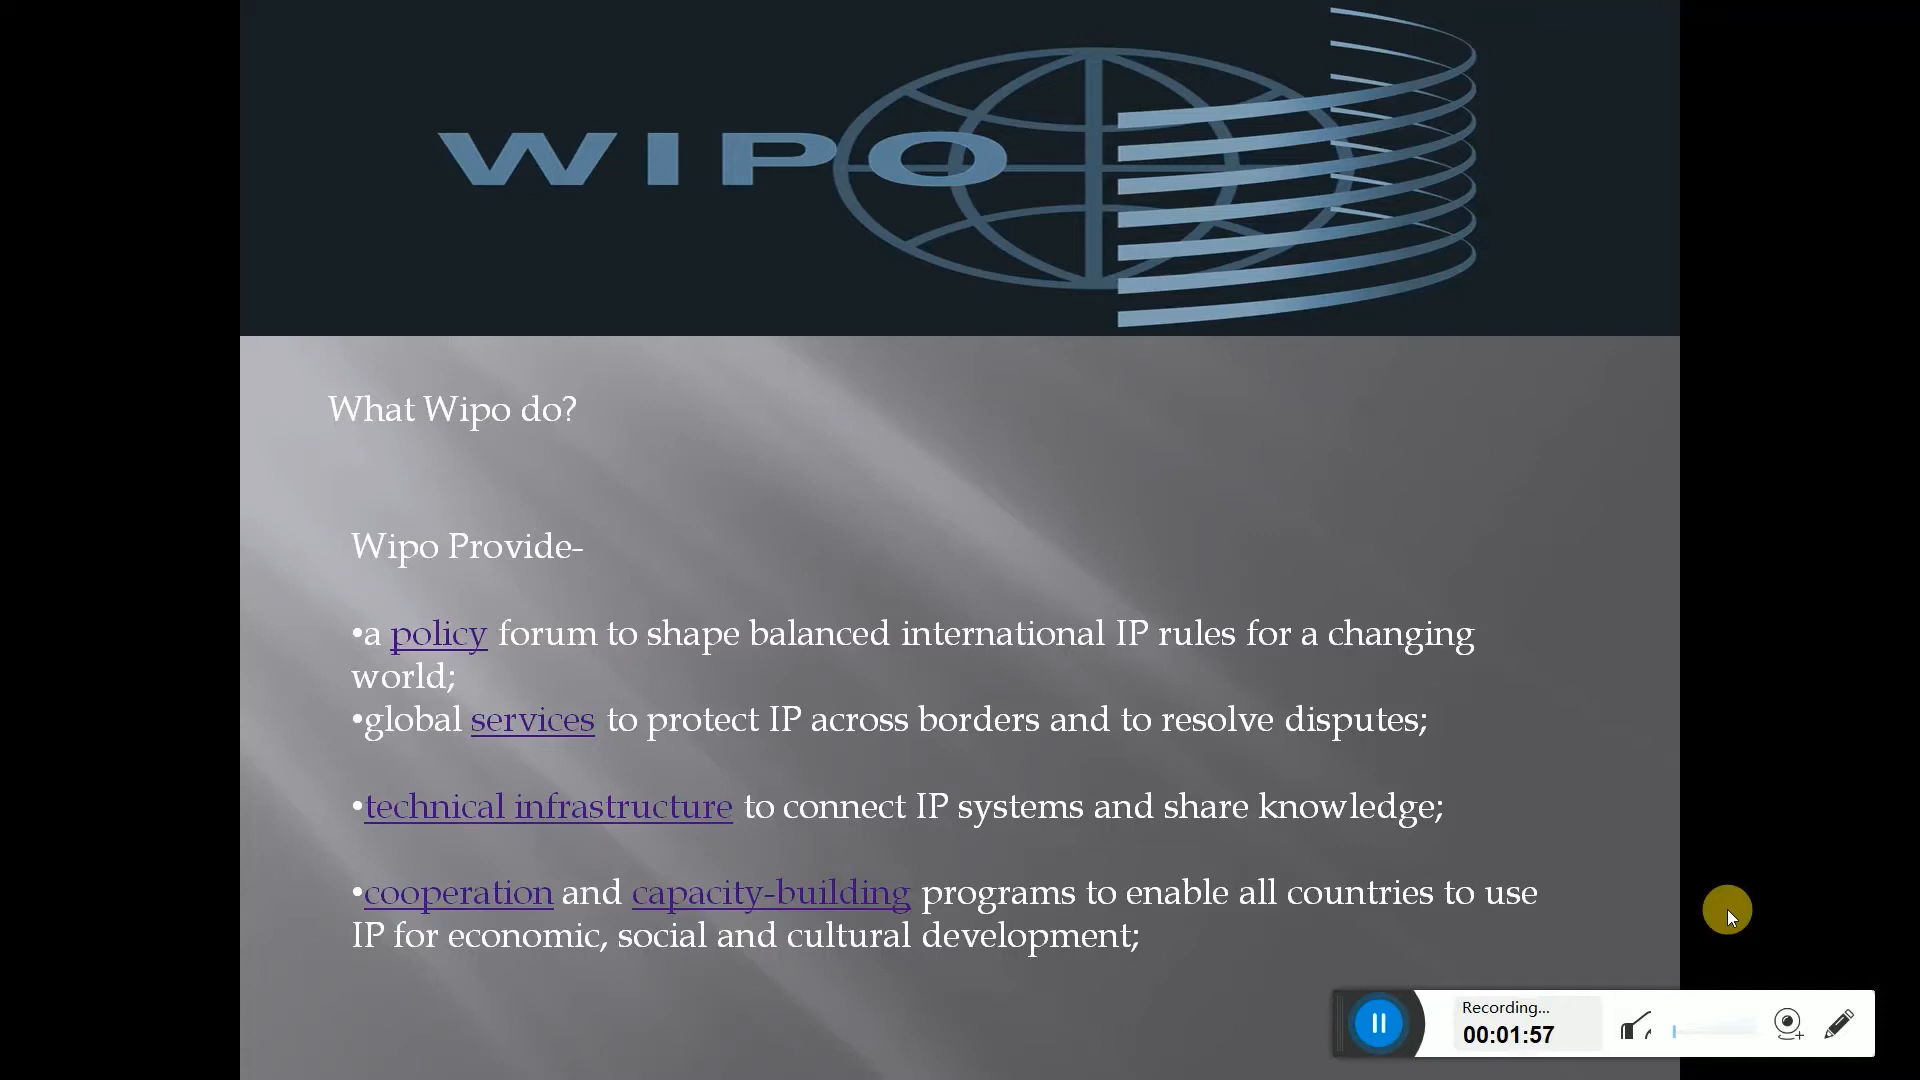 WIPO
What Wipo do?
Wipo Provide-
•a policy forum to shape balanced international IP rules for a changing
world;
•global services to protect IP across borders and to resolve disputes;
•technical infrastructure to connect IP systems and share knowledge;
•cooperation and capacity-building programs to enable all countries to use
IP for economic, social and cultural development;
Recording...
00:01:57